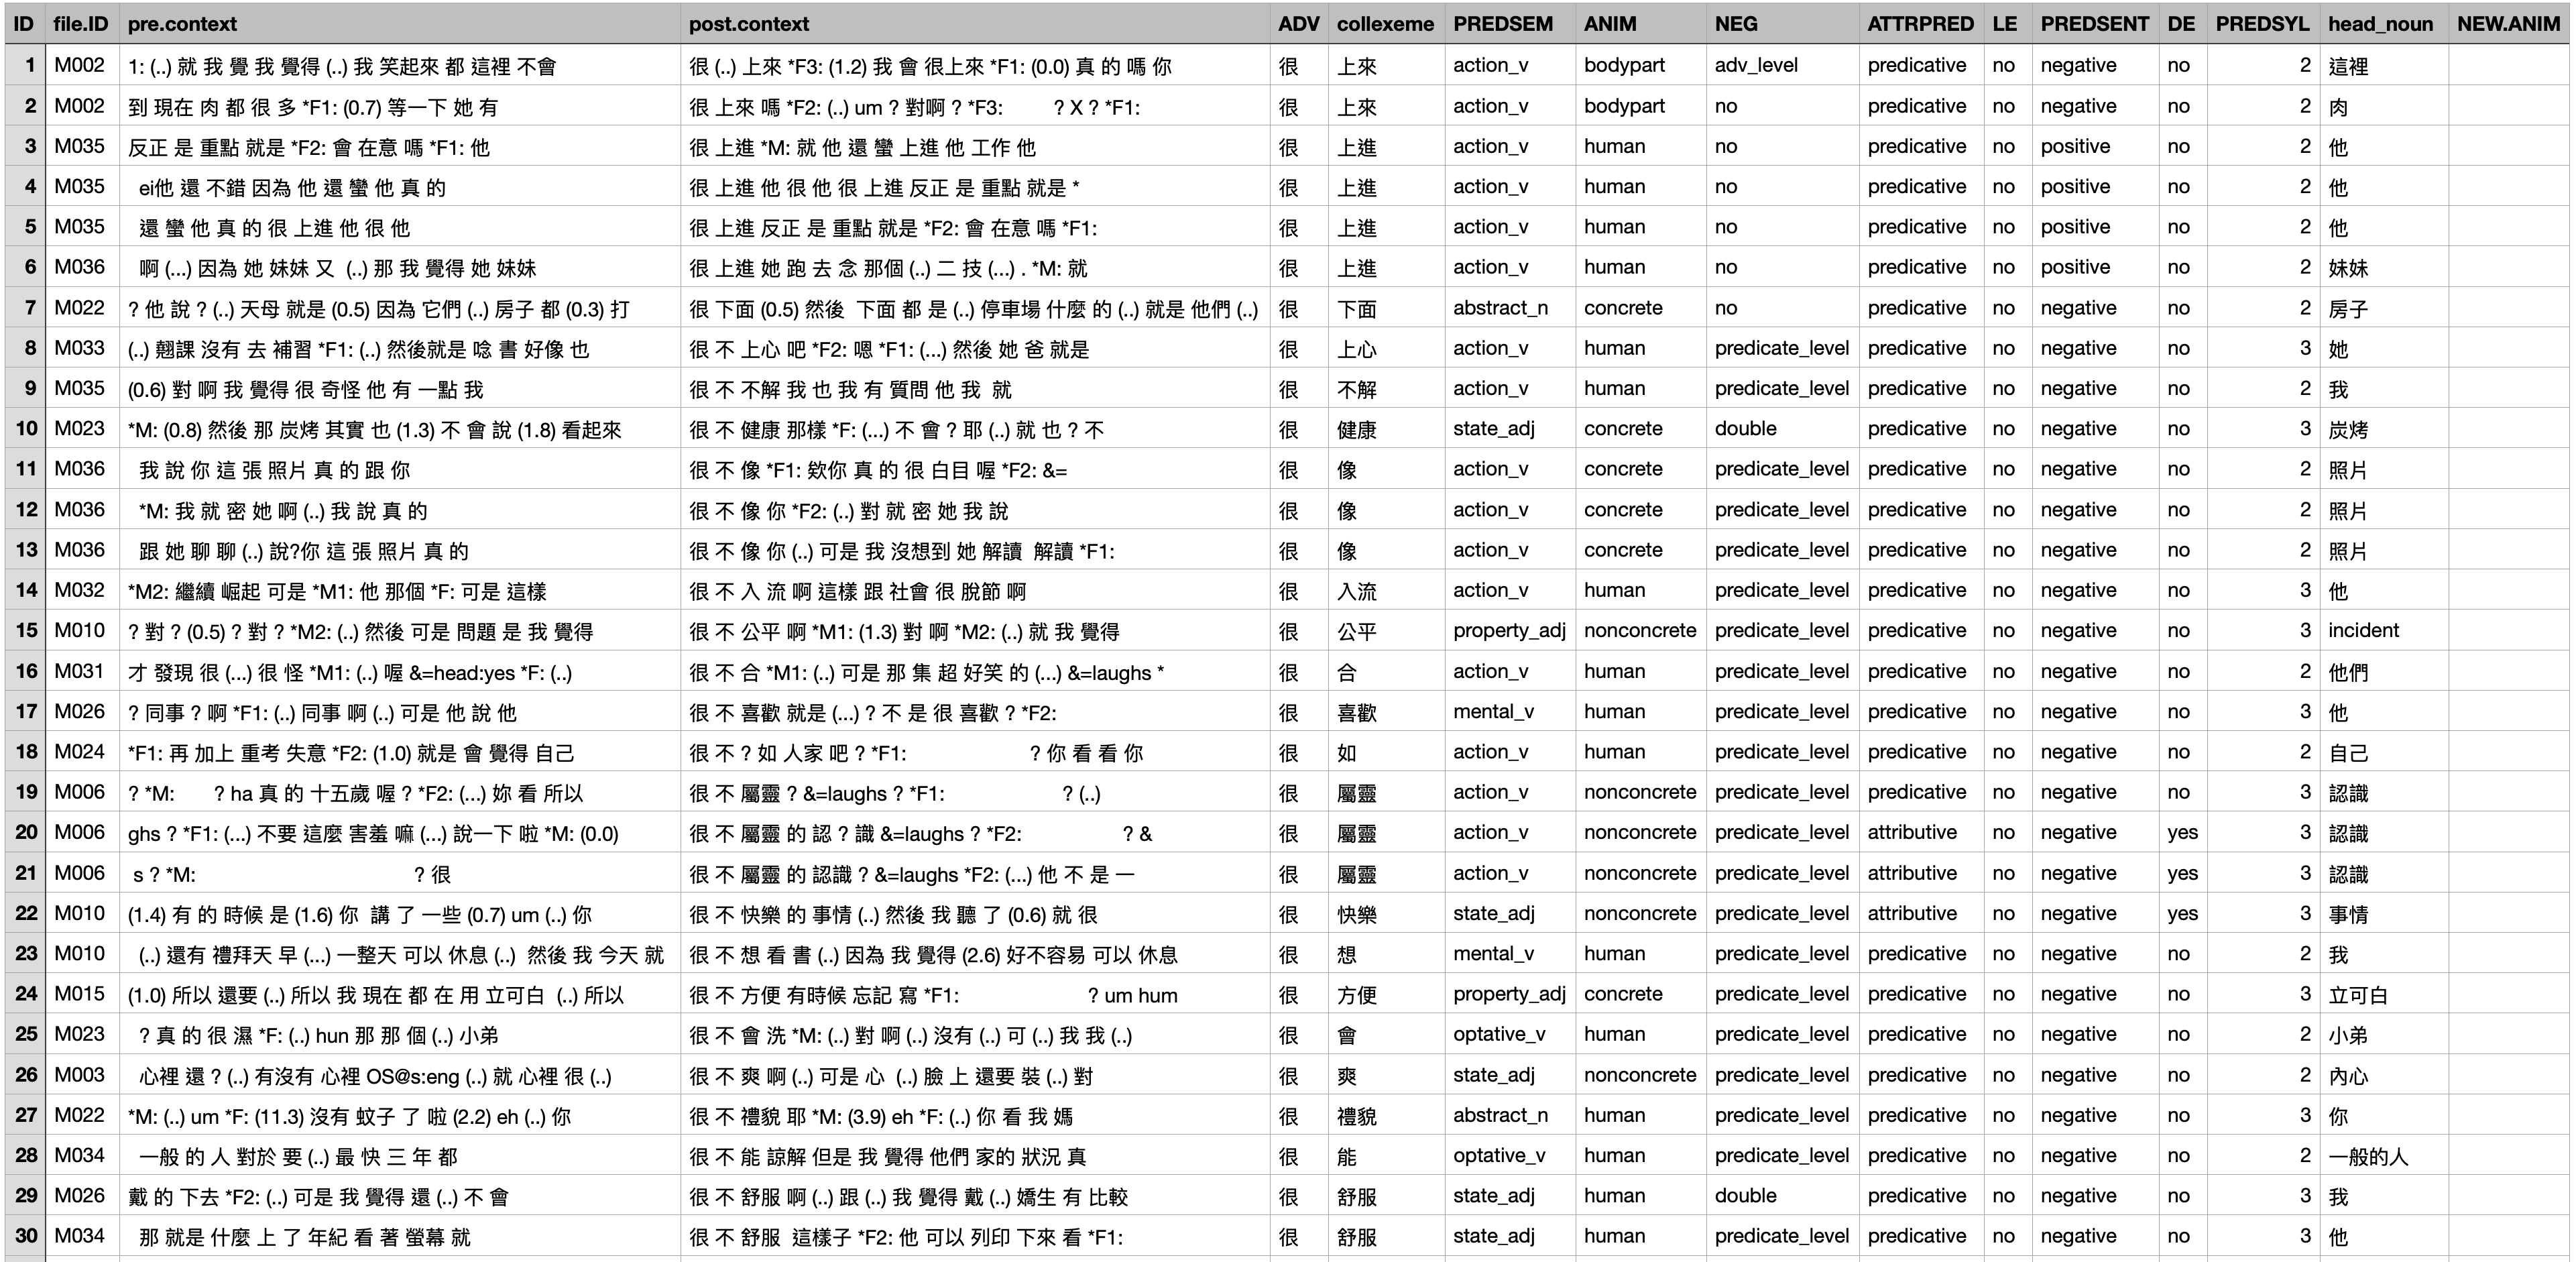 ID file.ID pre.context post.context ADV collexeme PREDSEM ANIM NEG ATTRPRED LE PREDSENT DE PREDSYL head_noun NEW.ANIM
1 M002 1: (..) 就 我 覺 我 覺得 (..) 我 笑起來 都 這裡 不會 很 (..) 上來 *F3: (1.2) 我 會 很上來 *F1: (0.0) 真 的 嗎 你 很 上來 action_v bodypart adv_level predicative no negative no 2 這裡
2 M002 到 現在 肉 都 很 多 *F1: (0.7) 等一下 她 有 很 上來 嗎 *F2: (..) um ? 對啊 ? *F3: ? X ? *F1: 很 上來 action_v bodypart no predicative no negative no 2 肉
3 M035 反正 是 重點 就是 *F2: 會 在意 嗎 *F1: 他 很 上進 *M: 就 他 還 蠻 上進 他 工作 他 很 上進 action_v human no predicative no positive no 2 他
4 M035 ei他 還 不錯 因為 他 還 蠻 他 真 的 很 上進 他 很 他 很 上進 反正 是 重點 就是 * 很 上進 action_v human no predicative no positive no 2 他
5 M035 還 蠻 他 真 的 很 上進 他 很 他 很 上進 反正 是 重點 就是 *F2: 會 在意 嗎 *F1: 很 上進 action_v human no predicative no positive no 2 他
6 M036 啊 (...) 因為 她 妹妹 又 (..) 那 我 覺得 她 妹妹 很 上進 她 跑 去 念 那個 (..) 二 技 (...) . *M: 就 很 上進 action_v human no predicative no positive no 2 妹妹
7 M022 ? 他 說 ? (..) 天母 就是 (0.5) 因為 它們 (..) 房子 都 (0.3) 打 很 下面 (0.5) 然後 下面 都 是 (..) 停車場 什麼 的 (..) 就是 他們 (..) 很 下面 abstract_n concrete no predicative no negative no 2 房子
8 M033 (..) 翹課 沒有 去 補習 *F1: (..) 然後就是 唸 書 好像 也 很 不 上心 吧 *F2: 嗯 *F1: (...) 然後 她 爸 就是 很 上心 action_v human predicate_level predicative no negative no 3 她
9 M035 (0.6) 對 啊 我 覺得 很 奇怪 他 有 一點 我 很 不 不解 我 也 我 有 質問 他 我 就 很 不解 action_v human predicate_level predicative no negative no 2 我
10 M023 *M: (0.8) 然後 那 炭烤 其實 也 (1.3) 不 會 說 (1.8) 看起來 很 不 健康 那樣 *F: (...) 不 會 ? 耶 (..) 就 也 ? 不 很 健康 state_adj concrete double predicative no negative no 3 炭烤
11 M036 我 說 你 這 張 照片 真 的 跟 你 很 不 像 *F1: 欸你 真 的 很 白目 喔 *F2: &= 很 像 action_v concrete predicate_level predicative no negative no 2 照片
12 M036 *M: 我 就 密 她 啊 (..) 我 說 真 的 很 不 像 你 *F2: (..) 對 就 密 她 我 說 很 像 action_v concrete predicate_level predicative no negative no 2 照片
13 M036 跟 她 聊 聊 (..) 說?你 這 張 照片 真 的 很 不 像 你 (..) 可是 我 沒想到 她 解讀 解讀 *F1: 很 像 action_v concrete predicate_level predicative no negative no 2 照片
14 M032 *M2: 繼續 崛起 可是 *M1: 他 那個 *F: 可是 這樣 很 不 入 流 啊 這樣 跟 社會 很 脫節 啊 很 入流 action_v human predicate_level predicative no negative no 3 他
15 M010 ? 對 ? (0.5) ? 對 ? *M2: (..) 然後 可是 問題 是 我 覺得 很 不 公平 啊 *M1: (1.3) 對 啊 *M2: (..) 就 我 覺得 很 公平 property_adj nonconcrete predicate_level predicative no negative no 3 incident
16 M031 才 發現 很 (...) 很 怪 *M1: (..) 喔 &=head:yes *F: (..) 很 不 合 *M1: (..) 可是 那 集 超 好笑 的 (...) &=laughs * 很 合 action_v human predicate_level predicative no negative no 2 他們
17 M026 ? 同事 ? 啊 *F1: (..) 同事 啊 (..) 可是 他 說 他 很 不 喜歡 就是 (...) ? 不 是 很 喜歡 ? *F2: 很 喜歡 mental_v human predicate_level predicative no negative no 3 他
18 M024 *F1: 再 加上 重考 失意 *F2: (1.0) 就是 會 覺得 自己 很 不 ? 如 人家 吧 ? *F1: ? 你 看 看 你 很 如 action_v human predicate_level predicative no negative no 2 自己
19 M006 ? *M: ? ha 真 的 十五歲 喔 ? *F2: (...) 妳 看 所以 很 不 屬靈 ? &=laughs ? *F1: ? (..) 很 屬靈 action_v nonconcrete predicate_level predicative no negative no 3 認識
20 M006 ghs ? *F1: (...) 不要 這麼 害羞 嘛 (...) 說一下 啦 *M: (0.0) 很 不 屬靈 的 認 ? 識 &=laughs ? *F2: ? & 很 屬靈 action_v nonconcrete predicate_level attributive no negative yes 3 認識
21 M006 s ? *M: ? 很 很 不 屬靈 的 認識 ? &=laughs *F2: (...) 他 不 是 一 很 屬靈 action_v nonconcrete predicate_level attributive no negative yes 3 認識
22 M010 (1.4) 有 的 時候 是 (1.6) 你 講 了 一些 (0.7) um (..) 你 很 不 快樂 的 事情 (..) 然後 我 聽 了 (0.6) 就 很 很 快樂 state_adj nonconcrete predicate_level attributive no negative yes 3 事情
23 M010 (..) 還有 禮拜天 早 (...) 一整天 可以 休息 (..) 然後 我 今天 就 很 不 想 看 書 (..) 因為 我 覺得 (2.6) 好不容易 可以 休息 很 想 mental_v human predicate_level predicative no negative no 2 我
24 M015 (1.0) 所以 還要 (..) 所以 我 現在 都 在 用 立可白 (..) 所以 很 不 方便 有時候 忘記 寫 *F1: ? um hum 很 方便 property_adj concrete predicate_level predicative no negative no 3 立可白
25 M023 ? 真 的 很 濕 *F: (..) hun 那 那 個 (..) 小弟 很 不 會 洗 *M: (..) 對 啊 (..) 沒有 (..) 可 (..) 我 我 (..) 很 會 optative_v human predicate_level predicative no negative no 2 小弟
26 M003 心裡 還 ? (..) 有沒有 心裡 OS@s:eng (..) 就 心裡 很 (..) 很 不 爽 啊 (..) 可是 心 (..) 臉 上 還要 裝 (..) 對 很 爽 state_adj nonconcrete predicate_level predicative no negative no 2 內心
27 M022 *M: (..) um *F: (11.3) 沒有 蚊子 了 啦 (2.2) eh (..) 你 很 不 禮貌 耶 *M: (3.9) eh *F: (..) 你 看 我 媽 很 禮貌 abstract_n human predicate_level predicative no negative no 3 你
28 M034 一般 的 人 對於 要 (..) 最 快 三 年 都 很 不 能 諒解 但是 我 覺得 他們 家的 狀況 真 很 能 optative_v human predicate_level predicative no negative no 2 一般的人
29 M026 戴 的 下去 *F2: (..) 可是 我 覺得 還 (..) 不 會 很 不 舒服 啊 (..) 跟 (..) 我 覺得 戴 (..) 嬌生 有 比較 很 舒服 state_adj human double predicative no negative no 3 我
30 M034 那 就是 什麼 上 了 年紀 看 著 螢幕 就 很 不 舒服 這樣子 *F2: 他 可以 列印 下來 看 *F1: 很 舒服 state_adj human predicate_level predicative no negative no 3 他